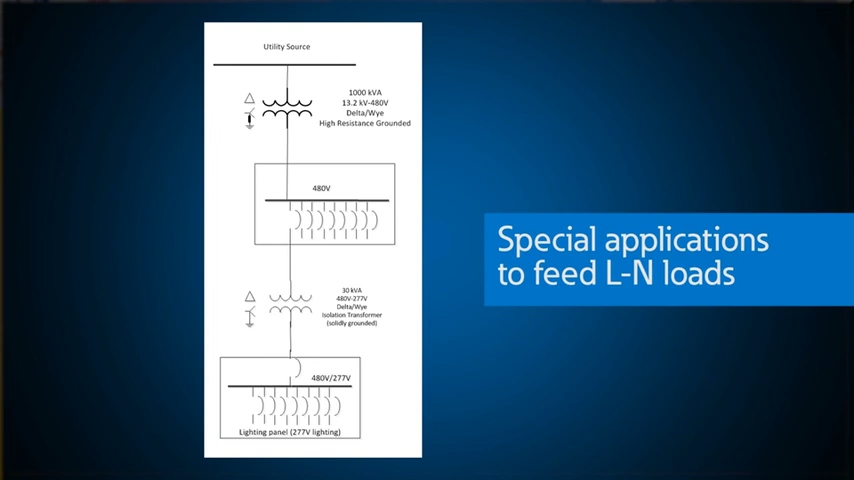 Utility Source
1000 kVA
13.2 kV-480V
Delta/Wye
High Resistance Grounded
480V
Special applications
to feed L-N loads
30 kVA
480V-277V
Delta/Wye
Isolation Transformer
(solidly grounded)
480V/277V
Lighting panel (277V lighting)